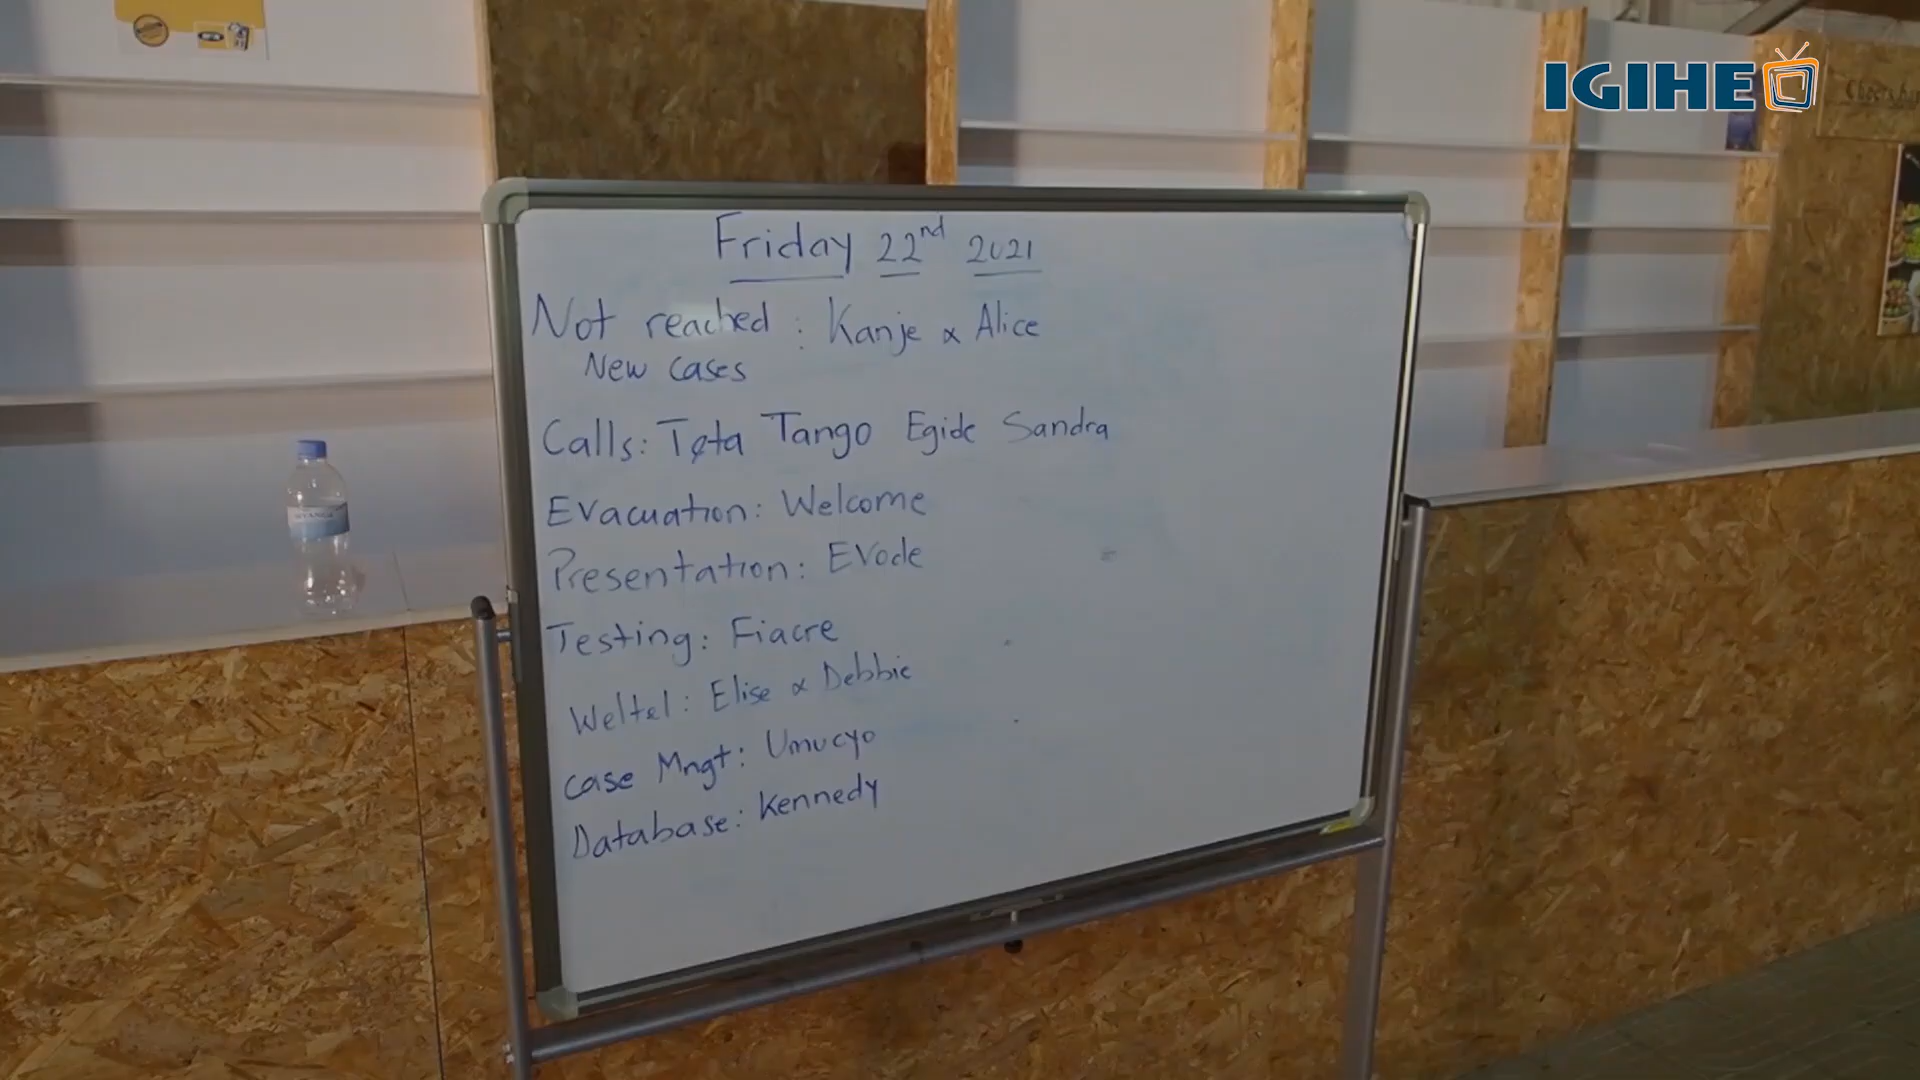 IGIHE
Friday 22nd 2021
Not reached : Kanje & Alice
New cases
Calls: Teta Tango Egide Sandra
Evacuation: Welcome
Presentation: Evode
Testing: Fiacre
Weltel: Elise & Debbie
Case Mngt: Umucyo
Database: Kennedy